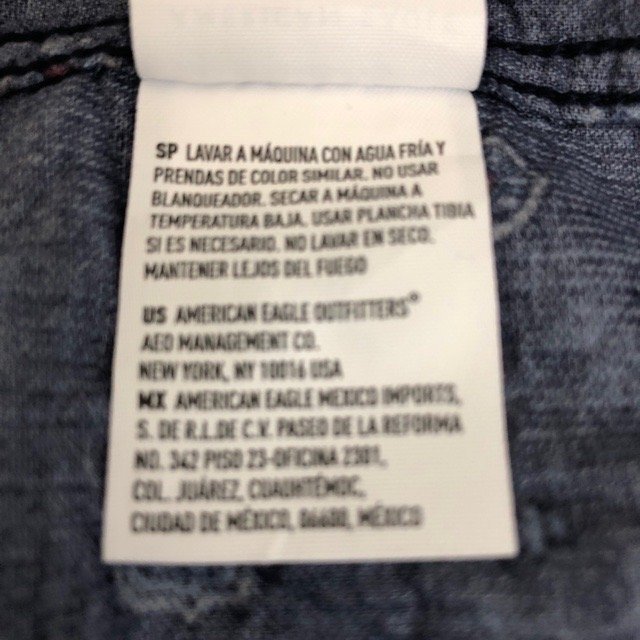 SP LAVAR A MÁQUINA CON AGUA FRÍA Y
PRENDAS DE COLOR SIMILAR. NO USAR
BLANQUEADOR. SECAR A MÁQUINA A
TEMPERATURA BAJA. USAR PLANCHA TIBIA
SI ES NECESARIO. NO LAVAR EN SECO.
MANTENER LEJOS DEL FUEGO
US AMERICAN EAGLE OUTFITTERS®
AEO MANAGEMENT CO.
NEW YORK, NY 10016 USA
MX AMERICAN EAGLE MEXICO IMPORTS,
S. DE R.L.DE C.V. PASEO DE LA REFORMA
NO. 342 PISO 23-OFICINA 2301,
COL. JUÁREZ, CUAUHTÉMOC,
CIUDAD DE MÉXICO, 06600, MÉXICO